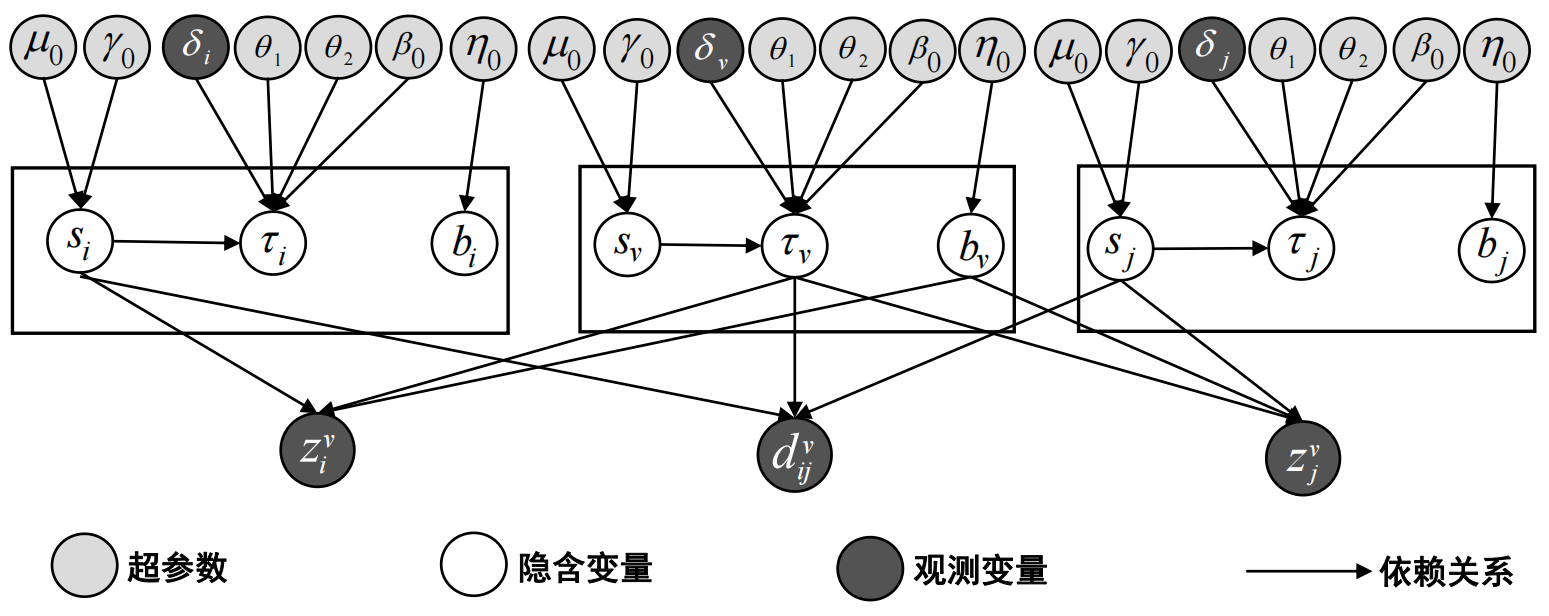 μ₀ γ₀ δᵢ θ₁ θ₂ β₀ η₀ μ₀ γ₀ δᵥ θ₁ θ₂ β₀ η₀ μ₀ γ₀ δⱼ θ₁ θ₂ β₀ η₀
sᵢ τᵢ bᵢ sᵥ τᵥ bᵥ sⱼ τⱼ bⱼ
z_i^v d_{ij}^v z_j^v
超参数 隐含变量 观测变量 依赖关系